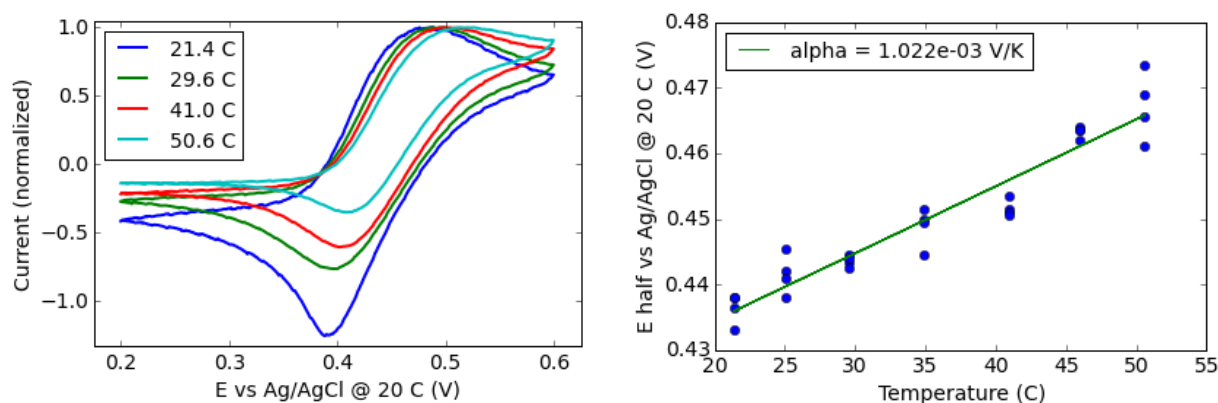 1.0
0.5
0.0
−0.5
−1.0
Current (normalized)
21.4 C
29.6 C
41.0 C
50.6 C
0.2 0.3 0.4 0.5 0.6
E vs Ag/AgCl @ 20 C (V)
0.48
0.47
0.46
0.45
0.44
0.43
E half vs Ag/AgCl @ 20 C (V)
alpha = 1.022e-03 V/K
20 25 30 35 40 45 50 55
Temperature (C)